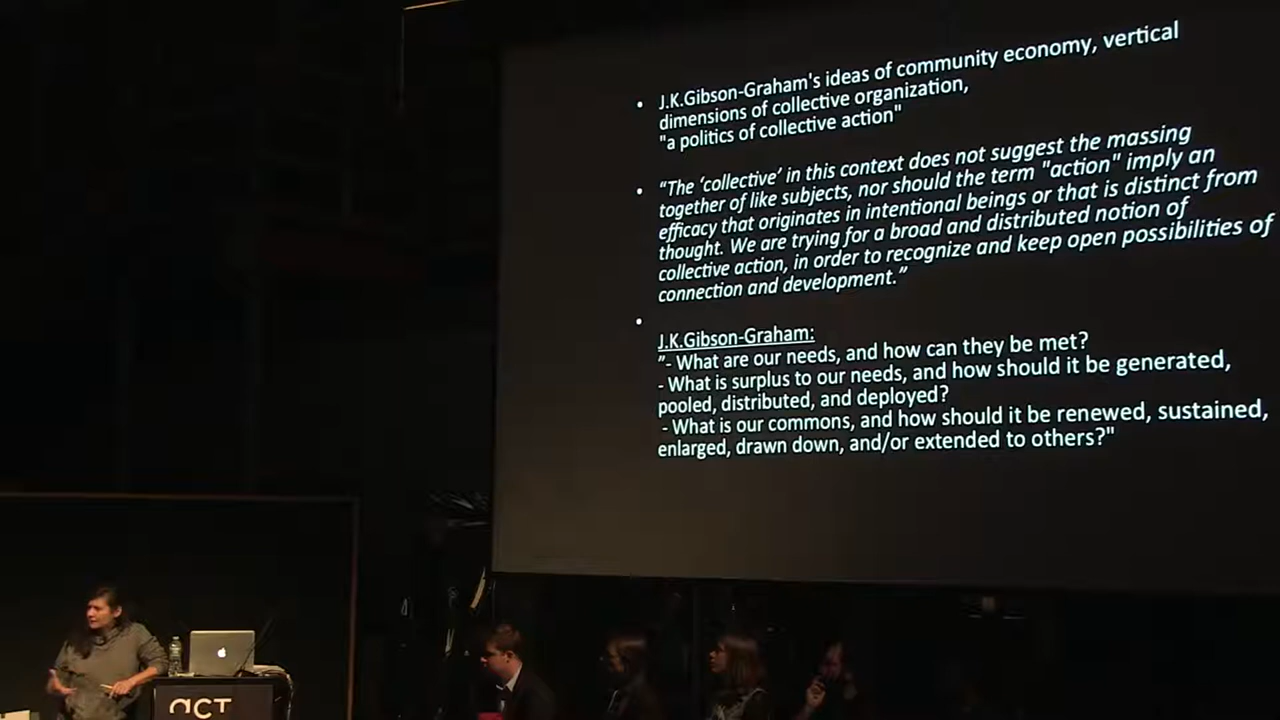 • J.K.Gibson-Graham's ideas of community economy, vertical
dimensions of collective organization,
"a politics of collective action"
• “The ‘collective’ in this context does not suggest the massing
together of like subjects, nor should the term "action" imply an
efficacy that originates in intentional beings or that is distinct from
thought. We are trying for a broad and distributed notion of
collective action, in order to recognize and keep open possibilities of
connection and development.”
•
J.K.Gibson-Graham:
”- What are our needs, and how can they be met?
- What is surplus to our needs, and how should it be generated,
pooled, distributed, and deployed?
- What is our commons, and how should it be renewed, sustained,
enlarged, drawn down, and/or extended to others?"
act